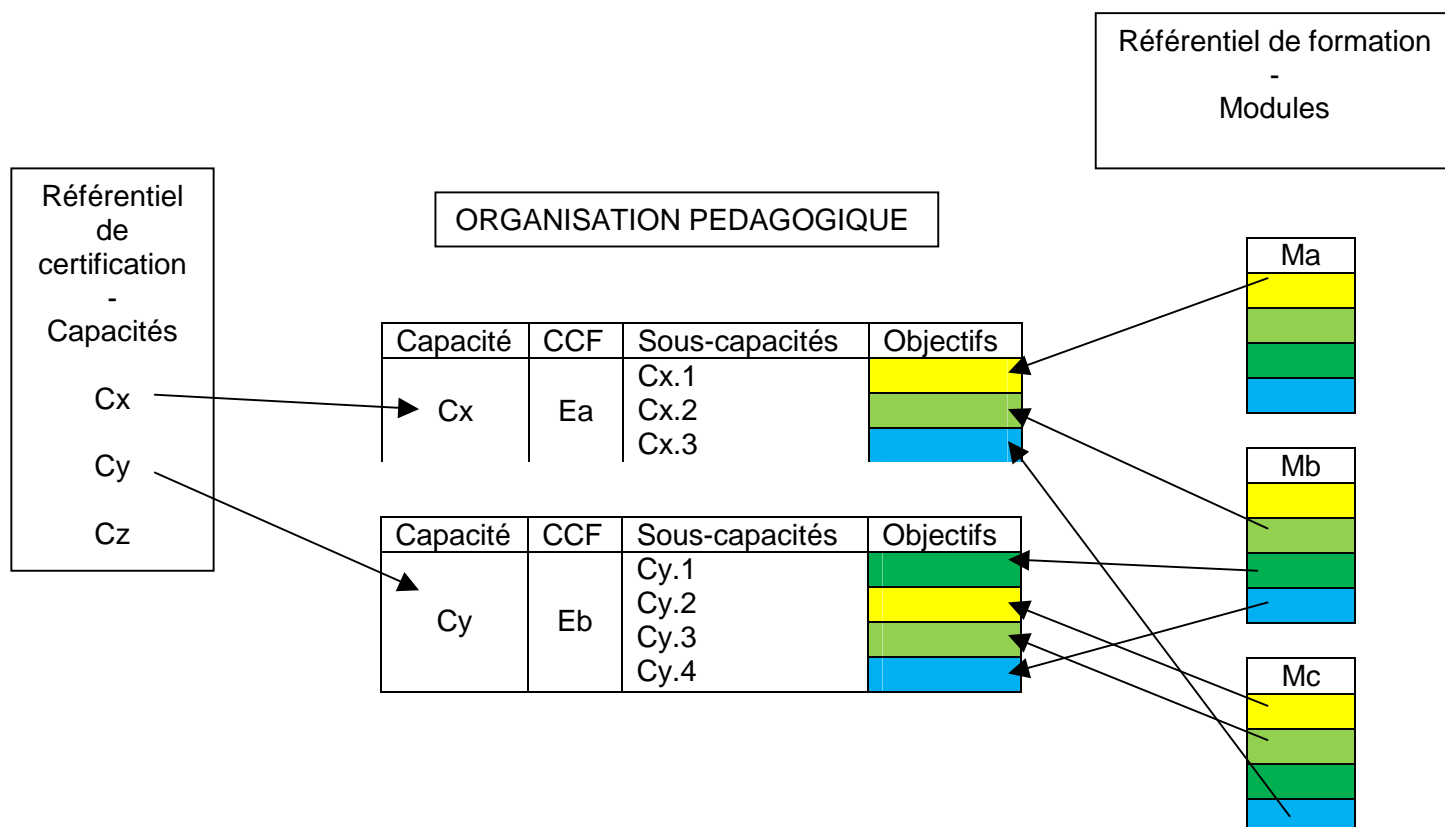 Référentiel de formation
-
Modules
Référentiel
de
certification
-
Capacités
Cx
Cy
Cz
ORGANISATION PEDAGOGIQUE
Capacité CCF Sous-capacités Objectifs
Cx Ea
Cx.1
Cx.2
Cx.3
Capacité CCF Sous-capacités Objectifs
Cy Eb
Cy.1
Cy.2
Cy.3
Cy.4
Ma
Mb
Mc